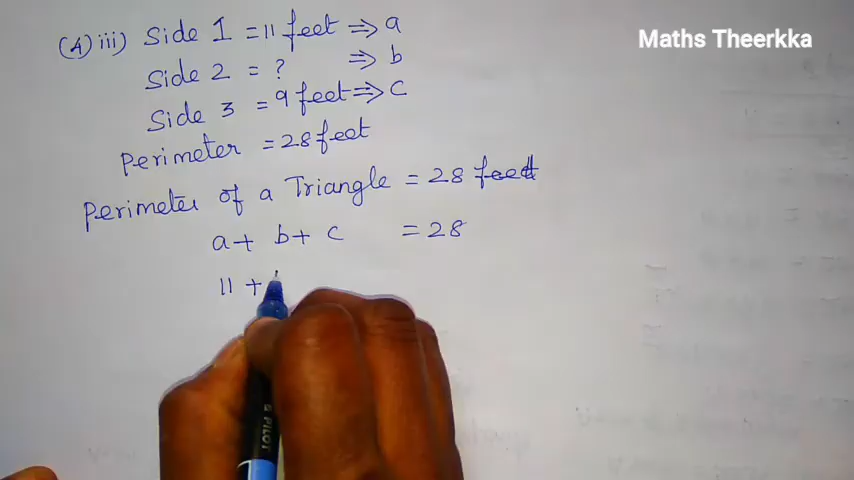 Maths Theerkka
(4) iii) Side 1 = 11 feet ⇒ a
Side 2 = ? ⇒ b
Side 3 = 9 feet ⇒ c
Perimeter = 28 feet
Perimeter of a Triangle = 28 feet
a + b + c = 28
11 +
PILOT